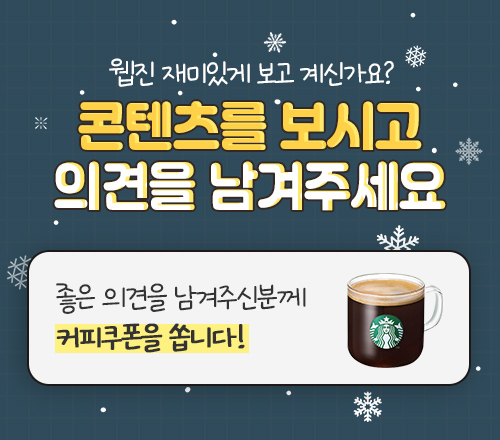 웹진 재미있게 보고 계신가요?
콘텐츠를 보시고
의견을 남겨주세요
좋은 의견을 남겨주신분께
커피쿠폰을 쏩니다!